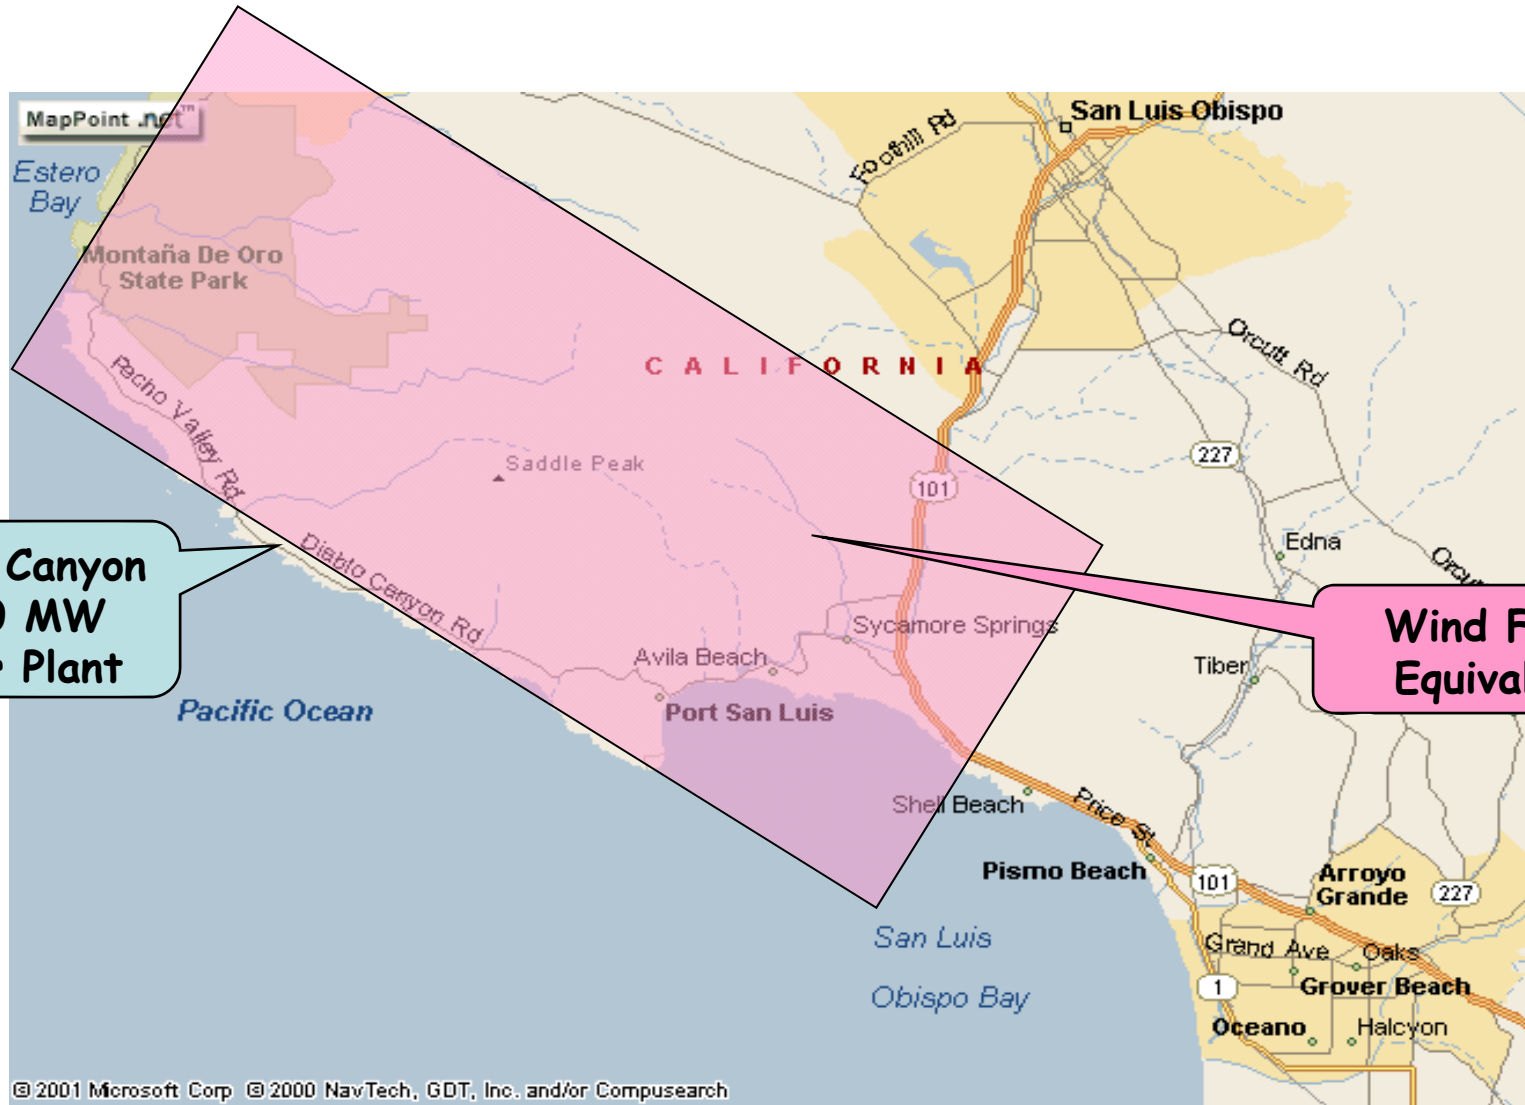 MapPoint .net™
San Luis Obispo
Foothill Rd
Estero
Bay
Montaña De Oro
State Park
CALIFORNIA
Orcutt Rd
Pecho Valley Rd
Saddle Peak
227
101
Canyon
MW
Plant
Diablo Canyon Rd
Edna
Wind
Sycamore Springs
Avila Beach
Tiber
Pacific Ocean
Port San Luis
Shell Beach
Price St
Pismo Beach
101
Arroyo
Grande
227
San Luis
Obispo Bay
Grand Ave
Oaks
1
Grover Beach
Oceano
Halcyon
© 2001 Microsoft Corp © 2000 NavTech, GDT, Inc. and/or Compusearch